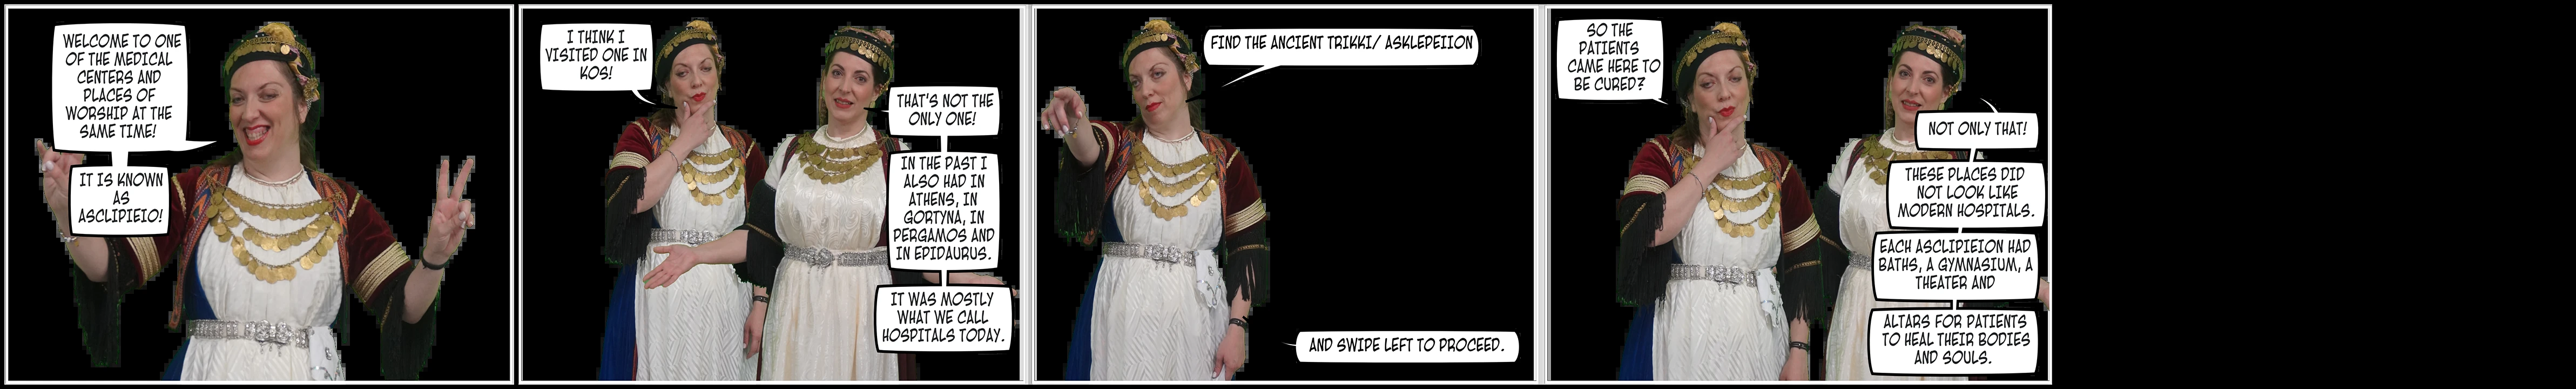 WELCOME TO ONE
OF THE MEDICAL
CENTERS AND
PLACES OF
WORSHIP AT THE
SAME TIME!
IT IS KNOWN
AS
ASCLIPIEIO!
I THINK I
VISITED ONE IN
KOS!
THAT'S NOT THE
ONLY ONE!
IN THE PAST I
ALSO HAD IN
ATHENS, IN
GORTYNA, IN
PERGAMOS AND
IN EPIDAURUS.
IT WAS MOSTLY
WHAT WE CALL
HOSPITALS TODAY.
FIND THE ANCIENT TRIKKI/ ASKLEPEIION
AND SWIPE LEFT TO PROCEED.
SO THE
PATIENTS
CAME HERE TO
BE CURED?
NOT ONLY THAT!
THESE PLACES DID
NOT LOOK LIKE
MODERN HOSPITALS.
EACH ASCLIPIEION HAD
BATHS, A GYMNASIUM, A
THEATER AND
ALTARS FOR PATIENTS
TO HEAL THEIR BODIES
AND SOULS.